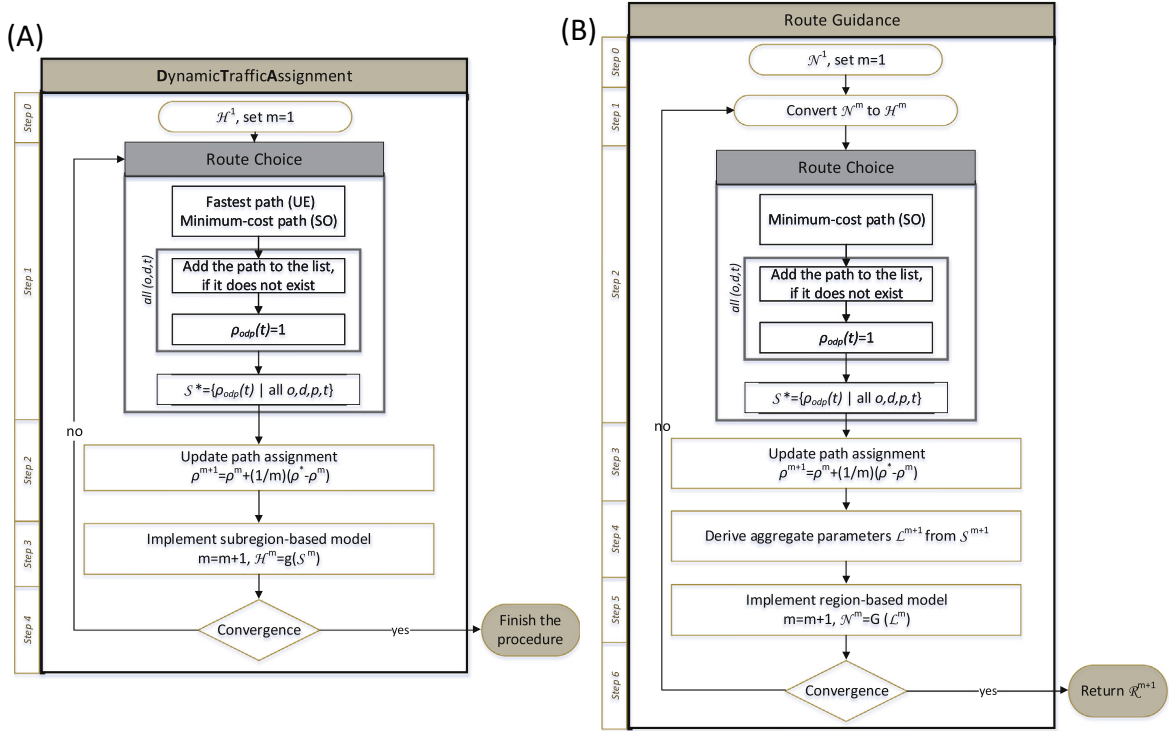 (A)
DynamicTrafficAssignment
Step 0
ℋ¹, set m=1
Step 1
Route Choice
Fastest path (UE)
Minimum-cost path (SO)
all (o,d,t)
Add the path to the list,
if it does not exist
ρodp(t)=1
𝒮*={ρodp(t) | all o,d,p,t}
no
Step 2
Update path assignment
ρᵐ⁺¹=ρᵐ+(1/m)(ρ*-ρᵐ)
Step 3
Implement subregion-based model
m=m+1, ℋᵐ=g(𝒮ᵐ)
Step 4
Convergence
yes
Finish the
procedure
(B)
Route Guidance
Step 0
𝒩¹, set m=1
Step 1
Convert 𝒩ᵐ to ℋᵐ
Step 2
Route Choice
Minimum-cost path (SO)
all (o,d,t)
Add the path to the list,
if it does not exist
ρodp(t)=1
𝒮*={ρodp(t) | all o,d,p,t}
no
Step 3
Update path assignment
ρᵐ⁺¹=ρᵐ+(1/m)(ρ*-ρᵐ)
Step 4
Derive aggregate parameters ℒᵐ⁺¹ from 𝒮ᵐ⁺¹
Step 5
Implement region-based model
m=m+1, 𝒩ᵐ=G (ℒᵐ)
Step 6
Convergence
yes
Return ℛᵐ⁺¹